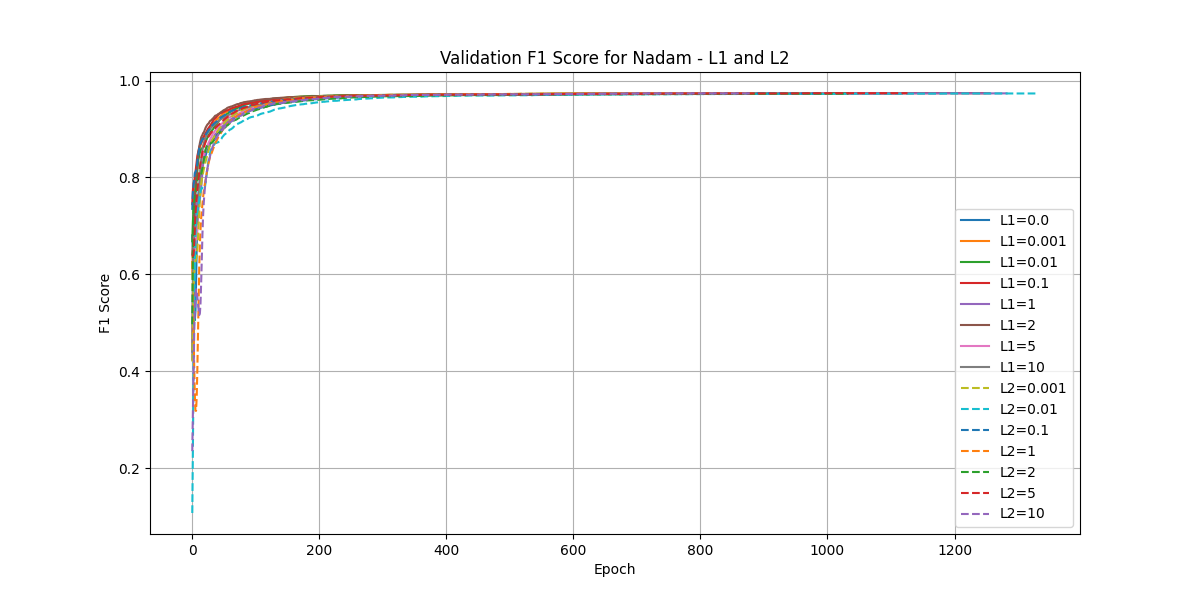 Validation F1 Score for Nadam - L1 and L2
1.0
0.8
0.6
0.4
0.2
F1 Score
0
200
400
600
800
1000
1200
Epoch
L1=0.0
L1=0.001
L1=0.01
L1=0.1
L1=1
L1=2
L1=5
L1=10
L2=0.001
L2=0.01
L2=0.1
L2=1
L2=2
L2=5
L2=10